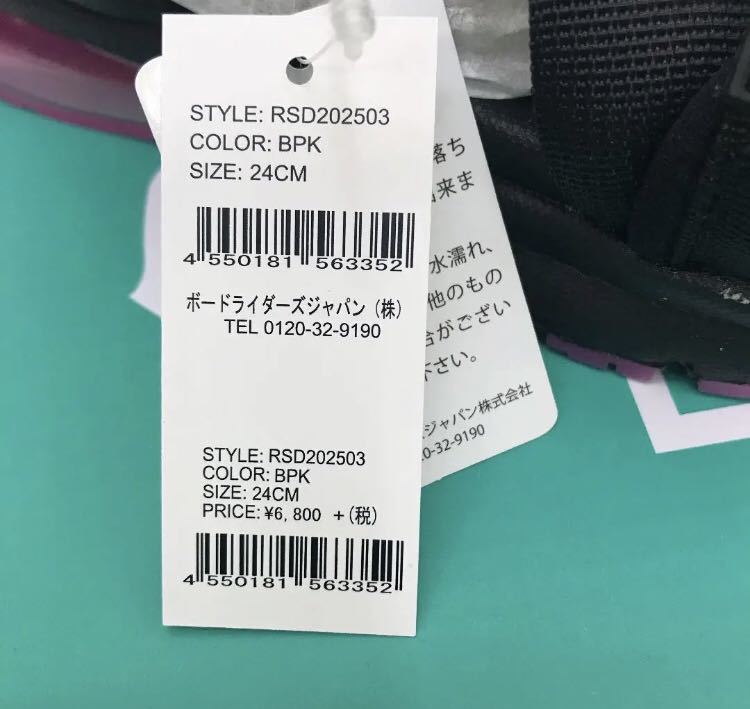 STYLE: RSD202503
COLOR: BPK
SIZE: 24CM
4 550181 563352
ボードライダーズジャパン（株）
TEL 0120-32-9190
STYLE: RSD202503
COLOR: BPK
SIZE: 24CM
PRICE: ¥6,800 +（税）
4 550181 563352
落ち
来ま
水濡れ、
他のもの
合がござい
下さい。
ズジャパン株式会社
20-32-9190